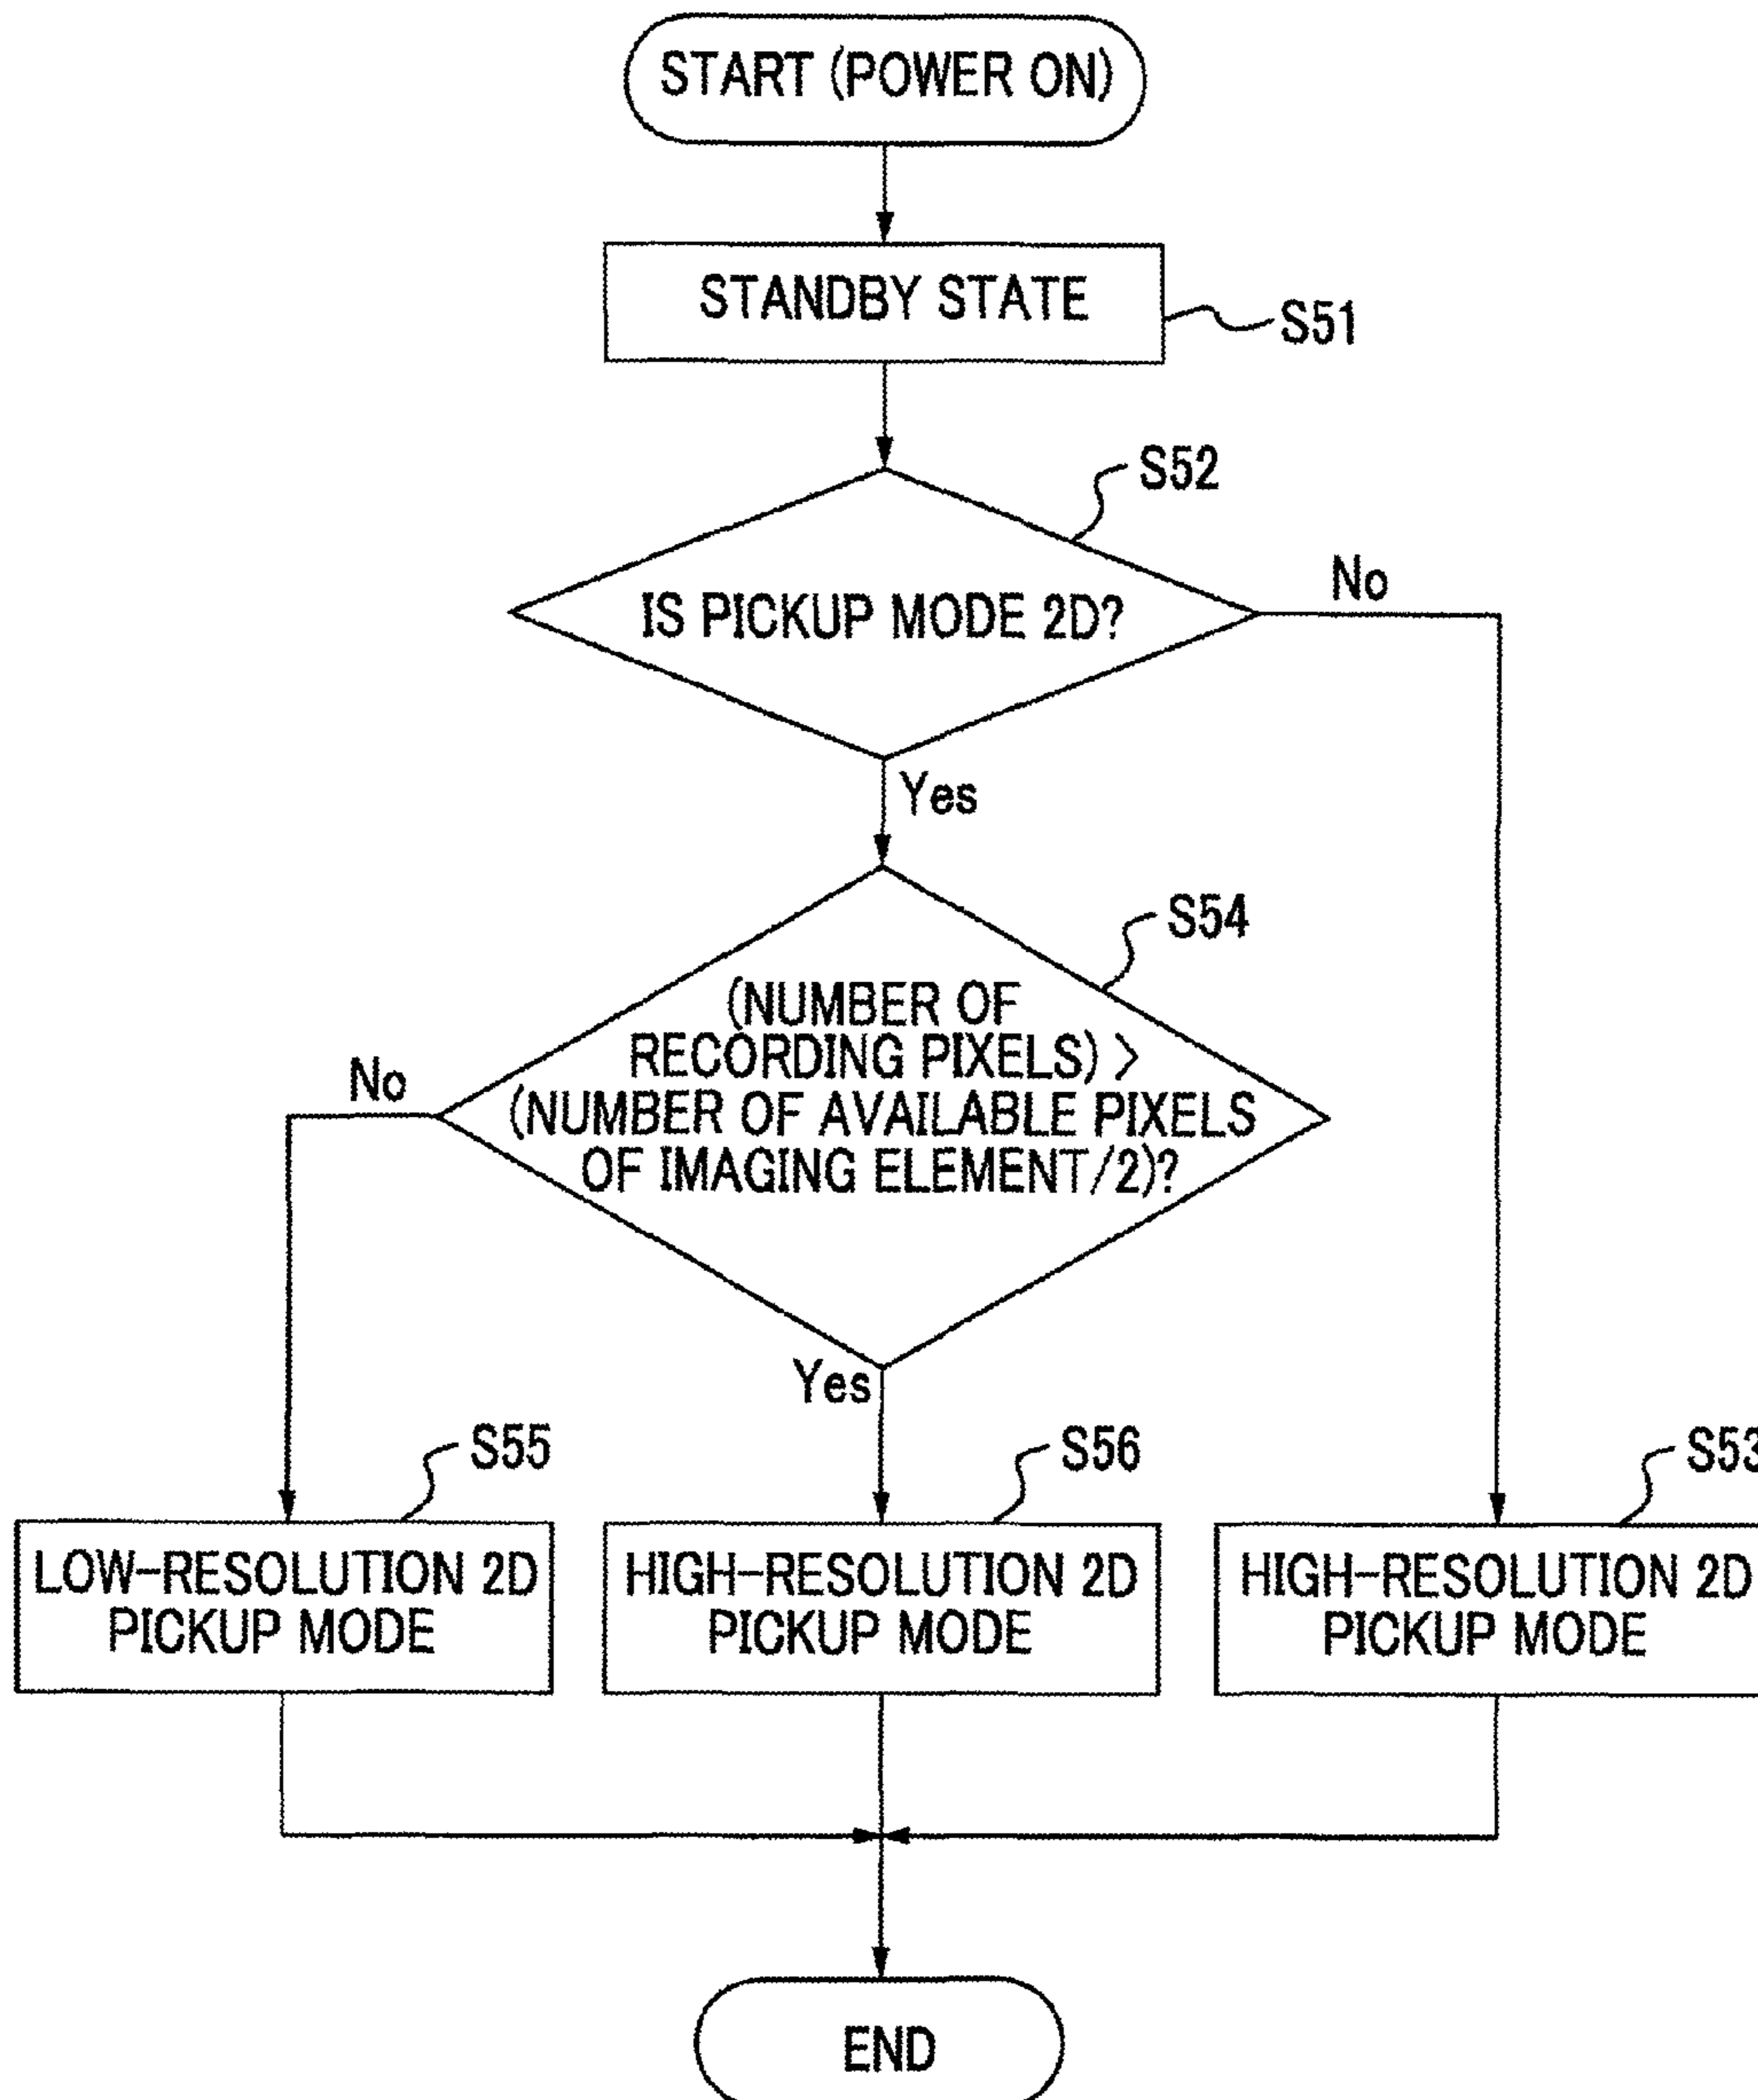 START (POWER ON)
STANDBY STATE
S51
S52
IS PICKUP MODE 2D?
No
Yes
S54
(NUMBER OF
RECORDING PIXELS) >
(NUMBER OF AVAILABLE PIXELS
OF IMAGING ELEMENT/2)?
No
Yes
S55
S56
S53
LOW-RESOLUTION 2D
PICKUP MODE
HIGH-RESOLUTION 2D
PICKUP MODE
HIGH-RESOLUTION 2D
PICKUP MODE
END